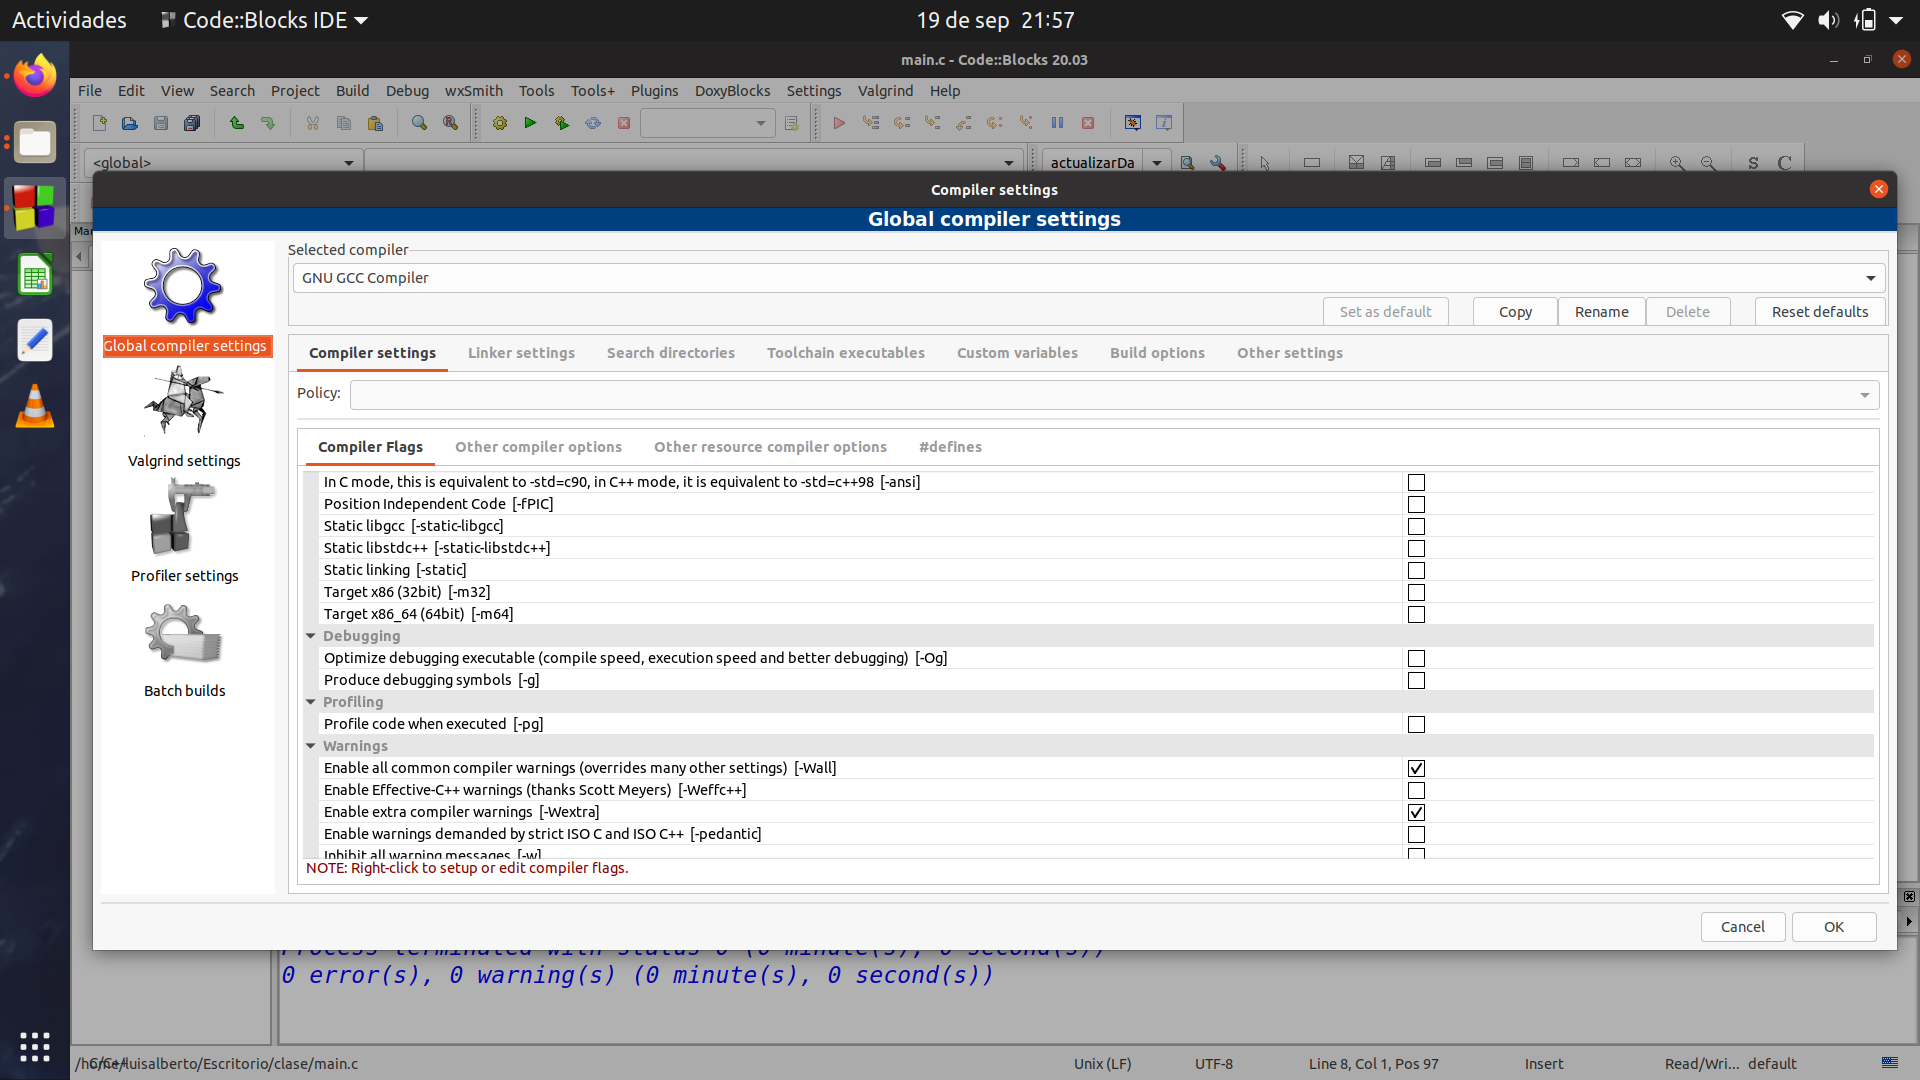 Actividades Code::Blocks IDE 19 de sep 21:57
main.c - Code::Blocks 20.03
File Edit View Search Project Build Debug wxSmith Tools Tools+ Plugins DoxyBlocks Settings Valgrind Help
<global> actualizarDa S C
Compiler settings
Global compiler settings
Selected compiler
GNU GCC Compiler
Set as default Copy Rename Delete Reset defaults
Global compiler settings
Valgrind settings
Profiler settings
Batch builds
Compiler settings Linker settings Search directories Toolchain executables Custom variables Build options Other settings
Policy:
Compiler Flags Other compiler options Other resource compiler options #defines
In C mode, this is equivalent to -std=c90, in C++ mode, it is equivalent to -std=c++98 [-ansi]
Position Independent Code [-fPIC]
Static libgcc [-static-libgcc]
Static libstdc++ [-static-libstdc++]
Static linking [-static]
Target x86 (32bit) [-m32]
Target x86_64 (64bit) [-m64]
Debugging
Optimize debugging executable (compile speed, execution speed and better debugging) [-Og]
Produce debugging symbols [-g]
Profiling
Profile code when executed [-pg]
Warnings
Enable all common compiler warnings (overrides many other settings) [-Wall]
Enable Effective-C++ warnings (thanks Scott Meyers) [-Weffc++]
Enable extra compiler warnings [-Wextra]
Enable warnings demanded by strict ISO C and ISO C++ [-pedantic]
Inhibit all warning messages [-w]
NOTE: Right-click to setup or edit compiler flags.
Cancel OK
Process terminated with status 0 (0 minute(s), 0 second(s))
0 error(s), 0 warning(s) (0 minute(s), 0 second(s))
/home/luisalberto/Escritorio/clase/main.c C/C++ Unix (LF) UTF-8 Line 8, Col 1, Pos 97 Insert Read/Wri... default